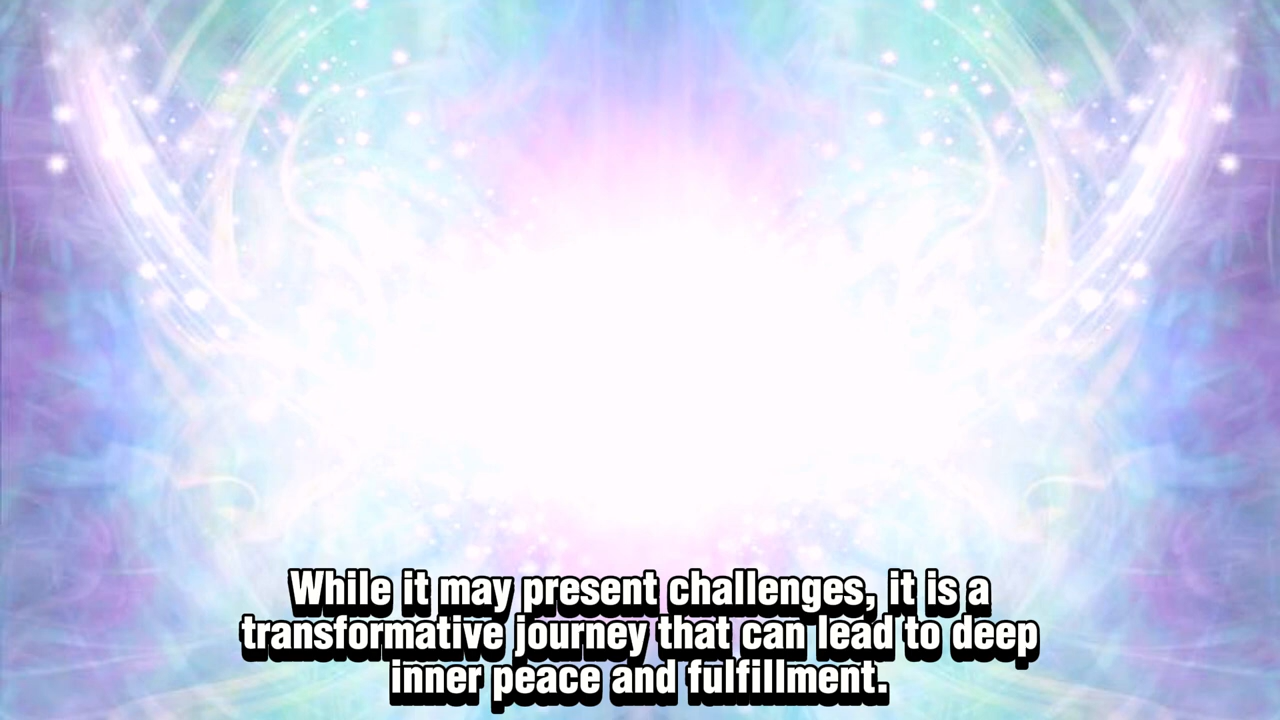 While it may present challenges, it is a
transformative journey that can lead to deep
inner peace and fulfillment.